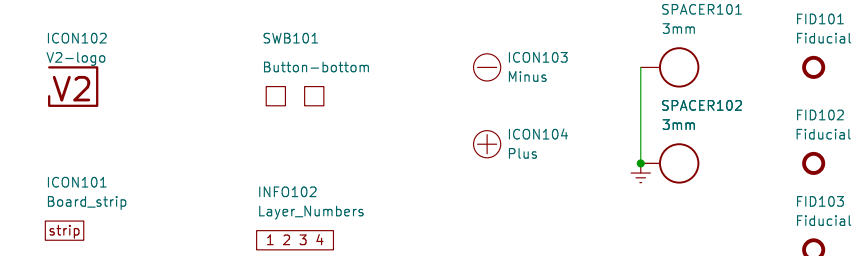 ICON102
V2-logo
V2
SWB101
Button-bottom
ICON103
Minus
ICON104
Plus
SPACER101
3mm
SPACER102
3mm
FID101
Fiducial
FID102
Fiducial
FID103
Fiducial
ICON101
Board_strip
strip
INFO102
Layer_Numbers
1 2 3 4